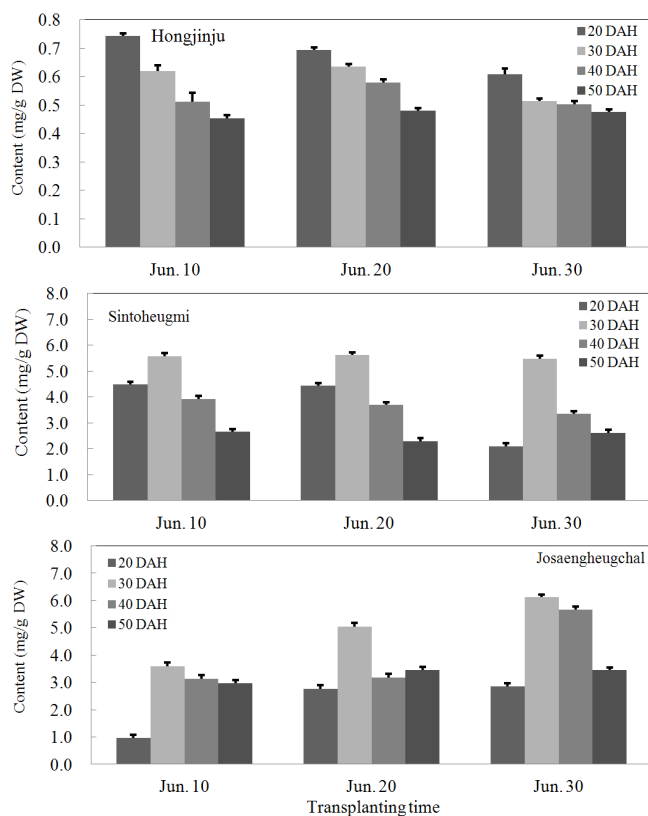 0.8
0.7
0.6
0.5
0.4
0.3
0.2
0.1
0.0
Content (mg/g DW)
Hongjinju
20 DAH
30 DAH
40 DAH
50 DAH
Jun. 10
Jun. 20
Jun. 30
8.0
7.0
6.0
5.0
4.0
3.0
2.0
1.0
0.0
Content (mg/g DW)
Sintoheugmi
20 DAH
30 DAH
40 DAH
50 DAH
Jun. 10
Jun. 20
Jun. 30
8.0
7.0
6.0
5.0
4.0
3.0
2.0
1.0
0.0
Content (mg/g DW)
20 DAH
30 DAH
40 DAH
50 DAH
Josaengheugchal
Jun. 10
Jun. 20
Jun. 30
Transplanting time